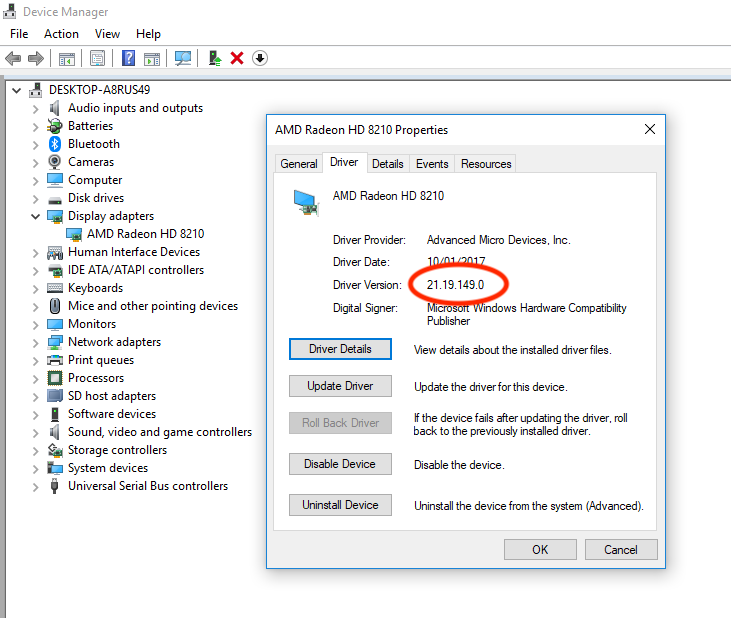 Device Manager
File Action View Help
DESKTOP-A8RUS49
Audio inputs and outputs
Batteries
Bluetooth
Cameras
Computer
Disk drives
Display adapters
AMD Radeon HD 8210
Human Interface Devices
IDE ATA/ATAPI controllers
Keyboards
Mice and other pointing devices
Monitors
Network adapters
Print queues
Processors
SD host adapters
Software devices
Sound, video and game controllers
Storage controllers
System devices
Universal Serial Bus controllers
AMD Radeon HD 8210 Properties
General Driver Details Events Resources
AMD Radeon HD 8210
Driver Provider: Advanced Micro Devices, Inc.
Driver Date: 10/01/2017
Driver Version: 21.19.149.0
Digital Signer: Microsoft Windows Hardware Compatibility
Publisher
Driver Details View details about the installed driver files.
Update Driver Update the driver for this device.
Roll Back Driver If the device fails after updating the driver, roll
back to the previously installed driver.
Disable Device Disable the device.
Uninstall Device Uninstall the device from the system (Advanced).
OK Cancel